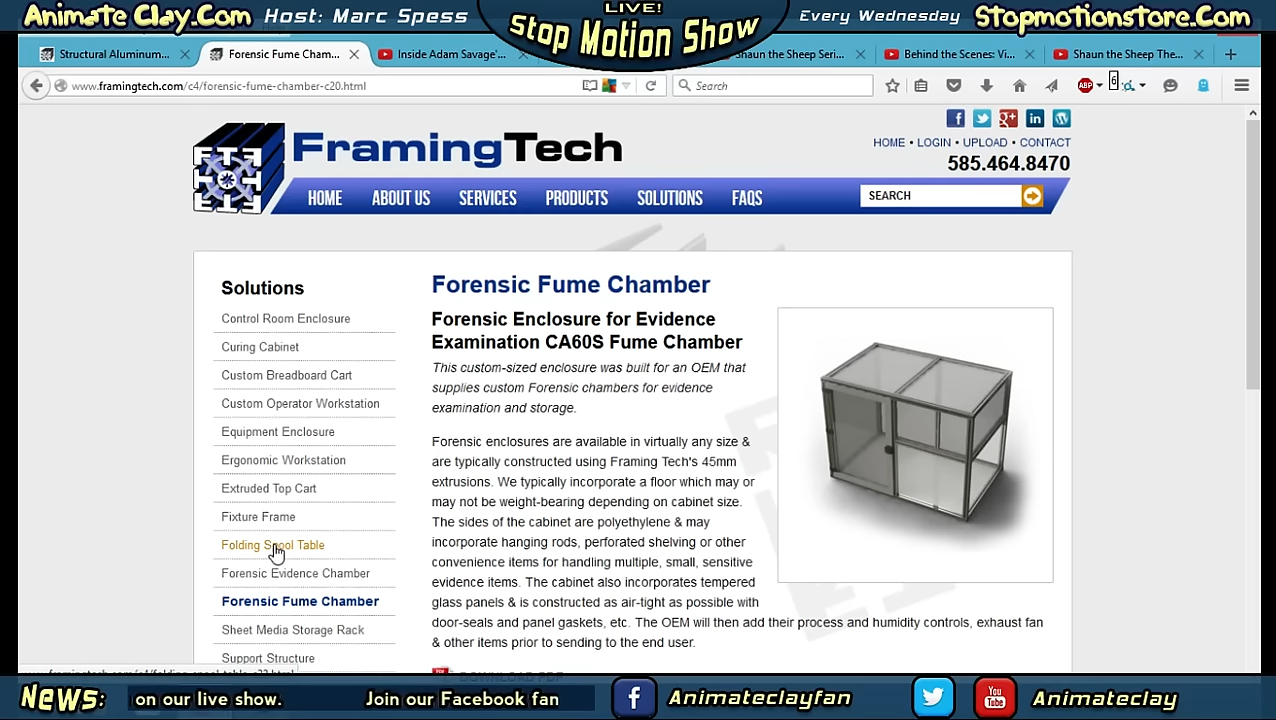 Animate Clay.Com
Host: Marc Spess
LIVE!
Stop Motion Show
Every Wednesday
Stopmotionstore.Com
Structural Aluminum...
Forensic Fume Cham...
Inside Adam Savage'...
Shaun the Sheep Seri...
Behind the Scenes: Vi...
Shaun the Sheep The...
www.framingtech.com/c4/forensic-fume-chamber-c20.html
Search
ABP
6
FramingTech
HOME • LOGIN • UPLOAD • CONTACT
585.464.8470
HOME ABOUT US SERVICES PRODUCTS SOLUTIONS FAQS
SEARCH
Solutions
Control Room Enclosure
Curing Cabinet
Custom Breadboard Cart
Custom Operator Workstation
Equipment Enclosure
Ergonomic Workstation
Extruded Top Cart
Fixture Frame
Folding Spool Table
Forensic Evidence Chamber
Forensic Fume Chamber
Sheet Media Storage Rack
Support Structure
Forensic Fume Chamber
Forensic Enclosure for Evidence
Examination CA60S Fume Chamber
This custom-sized enclosure was built for an OEM that
supplies custom Forensic chambers for evidence
examination and storage.
Forensic enclosures are available in virtually any size &
are typically constructed using Framing Tech's 45mm
extrusions. We typically incorporate a floor which may or
may not be weight-bearing depending on cabinet size.
The sides of the cabinet are polyethylene & may
incorporate hanging rods, perforated shelving or other
convenience items for handling multiple, small, sensitive
evidence items. The cabinet also incorporates tempered
glass panels & is constructed as air-tight as possible with
door-seals and panel gaskets, etc. The OEM will then add their process and humidity controls, exhaust fan
& other items prior to sending to the end user.
DOWNLOAD PDF
News:
on our live show.
Join our Facebook fan
Animateclayfan
You Tube
Animateclay